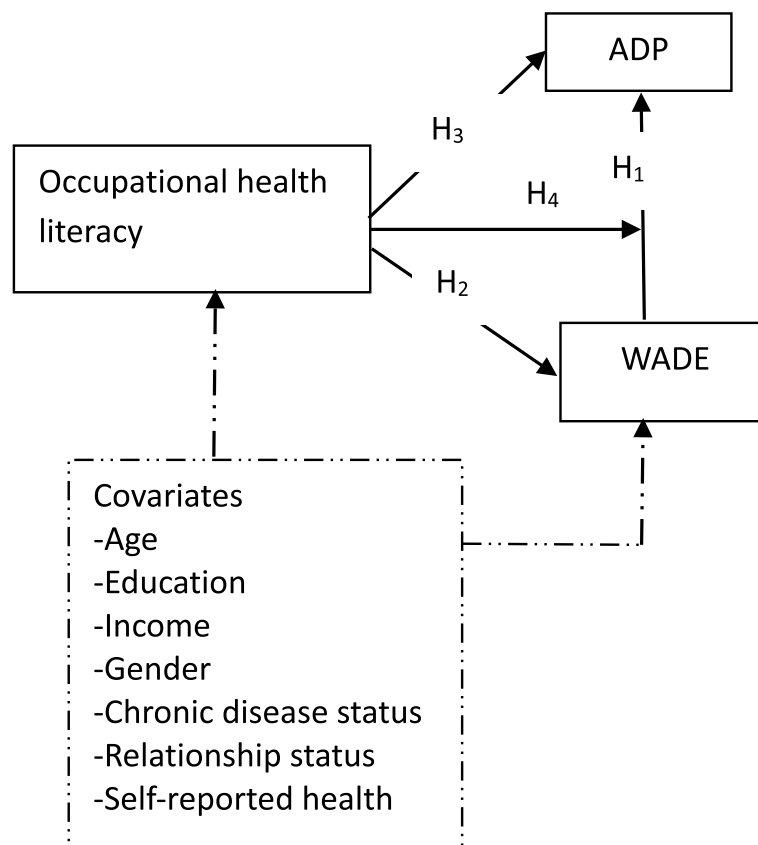 ADP
H₃
H₁
Occupational health
literacy
H₄
H₂
WADE
Covariates
-Age
-Education
-Income
-Gender
-Chronic disease status
-Relationship status
-Self-reported health